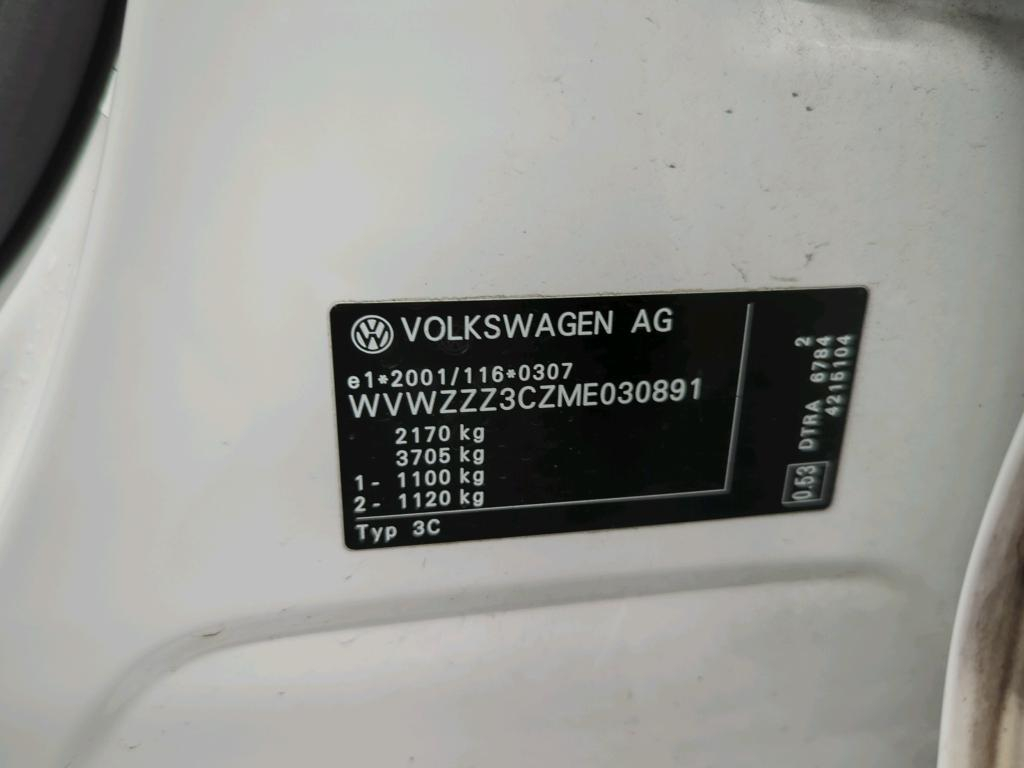 VOLKSWAGEN AG
e1*2001/116*0307
WVWZZZ3CZME030891
2170 kg
3705 kg
1- 1100 kg
2- 1120 kg
Typ 3C
0.53 DTRA 6784 2
4215104